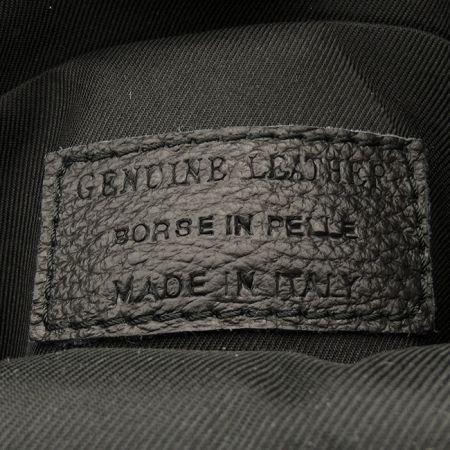 GENUINE LEATHER
BORSE IN PELLE
MADE IN ITALY